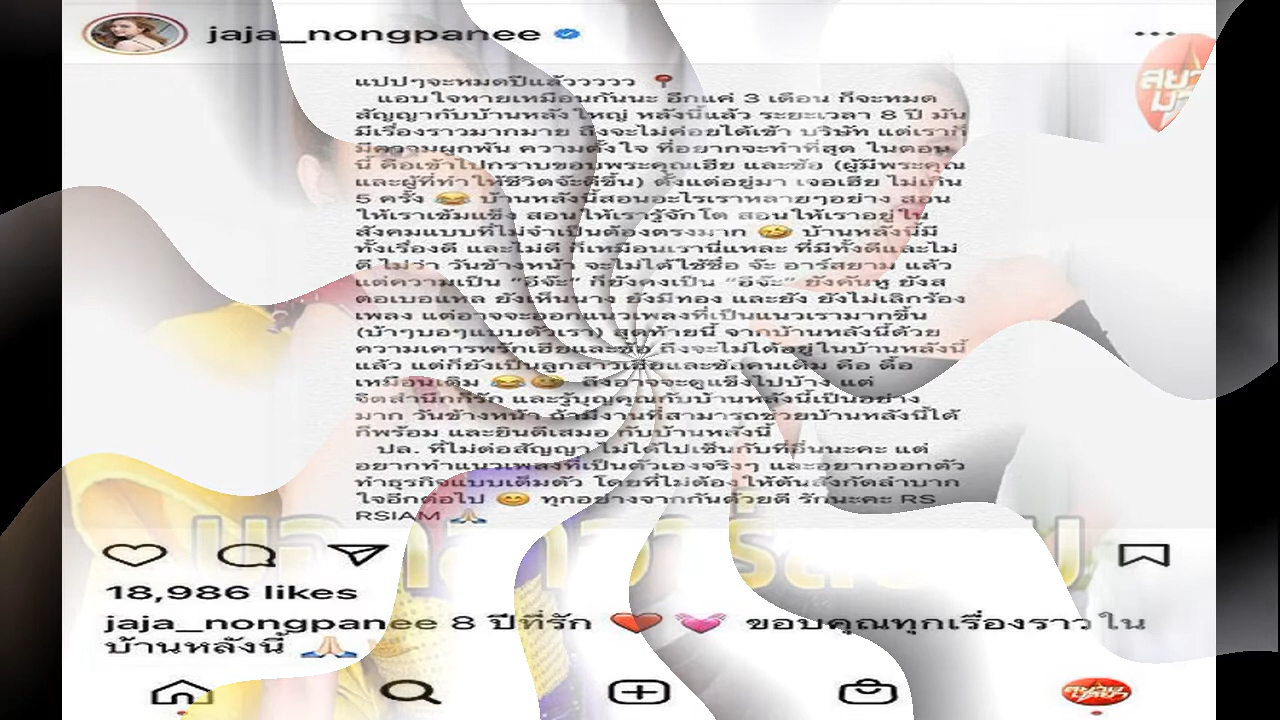 jaja_nongpanee
สยาม
แปปๆจะหมดปีแล้วววววว
แอบใจหายเหมือนกันนะ อีกแค่ 3 เดือน ก็จะหมด
สัญญากับบ้านหลังใหญ่ หลังนี้แล้ว ระยะเวลา 8 ปี มัน
มีเรื่องราวมากมาย ถึงจะไม่ค่อยได้เข้า บริษัท แต่เราก็
มีความผูกพัน ความตั้งใจ ที่อยากจะทำที่สุด ในตอน
นี้ คือเข้าไปกราบขอบพระคุณเฮีย และซ้อ (ผู้มีพระคุณ
และผู้ที่ทำให้ชีวิตจ๊ะดีขึ้น) ตั้งแต่อยู่มา เจอเฮีย ไม่เกิน
5 ครั้ง 😂 บ้านหลังนี้สอนอะไรเราหลายๆอย่าง สอน
ให้เราเข้มแข็ง สอนให้เรารู้จักโต สอนให้เราอยู่ใน
สังคมแบบที่ไม่จำเป็นต้องตรงมาก 🤣 บ้านหลังนี้มี
ทั้งเรื่องดี และไม่ดี ก็เหมือนเรานี่แหละ ที่มีทั้งดีและไม่
ดี ไม่ว่า วันข้างหน้า จะไม่ได้ใช้ชื่อ จ๊ะ อาร์สยาม แล้ว
แต่ความเป็น “อีจ๊ะ” ก็ยังคงเป็น “อีจ๊ะ” ยังคันหู ยังส
ตอเบอแหล ยัง นาง ยังมีทอง และยัง ยังไม่เลิกร้อง
เพลง แต่อาจจะออกแนวเพลงที่เป็นแนวเรามากขึ้น
(บ้าๆบอๆแบบตัวเรา) สุดท้ายนี้ จากบ้านหลังนี้ด้วย
ความเคารพรักเฮียและซ้อ ถึงจะไม่ได้อยู่ในบ้านหลังนี้
แล้ว แต่ก็ยังเป็นลูกสาวเฮียและซ้อคนเดิม คือ ดื้อ
เหมือนเดิม 😂 ถึงอาจจะดูแข็งไปบ้าง แต่
จิตสำนึกก็รัก และรู้บุญคุณกับบ้านหลังนี้เป็นอย่าง
มาก วันข้างหน้า ถ้ามีงานที่สามารถช่วยบ้านหลังนี้ได้
ก็พร้อม และยินดีเสมอ กับบ้านหลังนี้
ปล. ที่ไม่ต่อสัญญา ไม่ได้ไปเซ็นกับที่อื่นนะคะ แต่
อยากทำแนวเพลงที่เป็นตัวเองจริงๆ และอยากออกตัว
ทำธุรกิจแบบเต็มตัว โดยที่ไม่ต้องให้ต้นสังกัดลำบาก
ใจอีกต่อไป 😊 ทุกอย่างจากกันด้วยดี รักนะคะ RS
RSIAM 🙏🏻
18,986 likes
jaja_nongpanee 8 ปีที่รัก ❤️ 💓 ขอบคุณทุกเรื่องราว ใน
บ้านหลังนี้ 🙏🏻